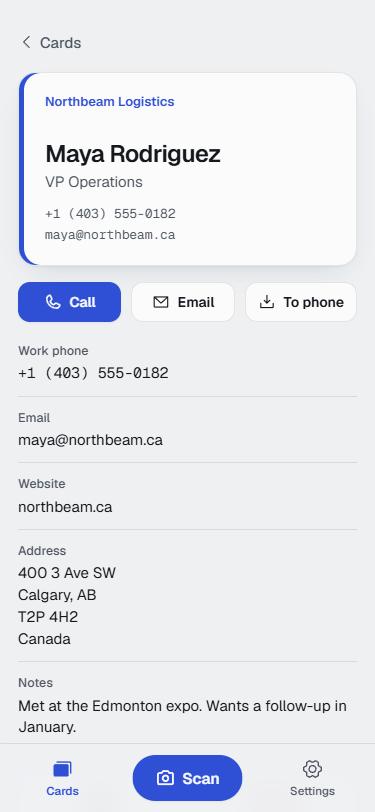 Cards
Northbeam Logistics
Maya Rodriguez
VP Operations
+1 (403) 555-0182
maya@northbeam.ca
Call
Email
To phone
Work phone
+1 (403) 555-0182
Email
maya@northbeam.ca
Website
northbeam.ca
Address
400 3 Ave SW
Calgary, AB
T2P 4H2
Canada
Notes
Met at the Edmonton expo. Wants a follow-up in
January.
Cards
Scan
Settings